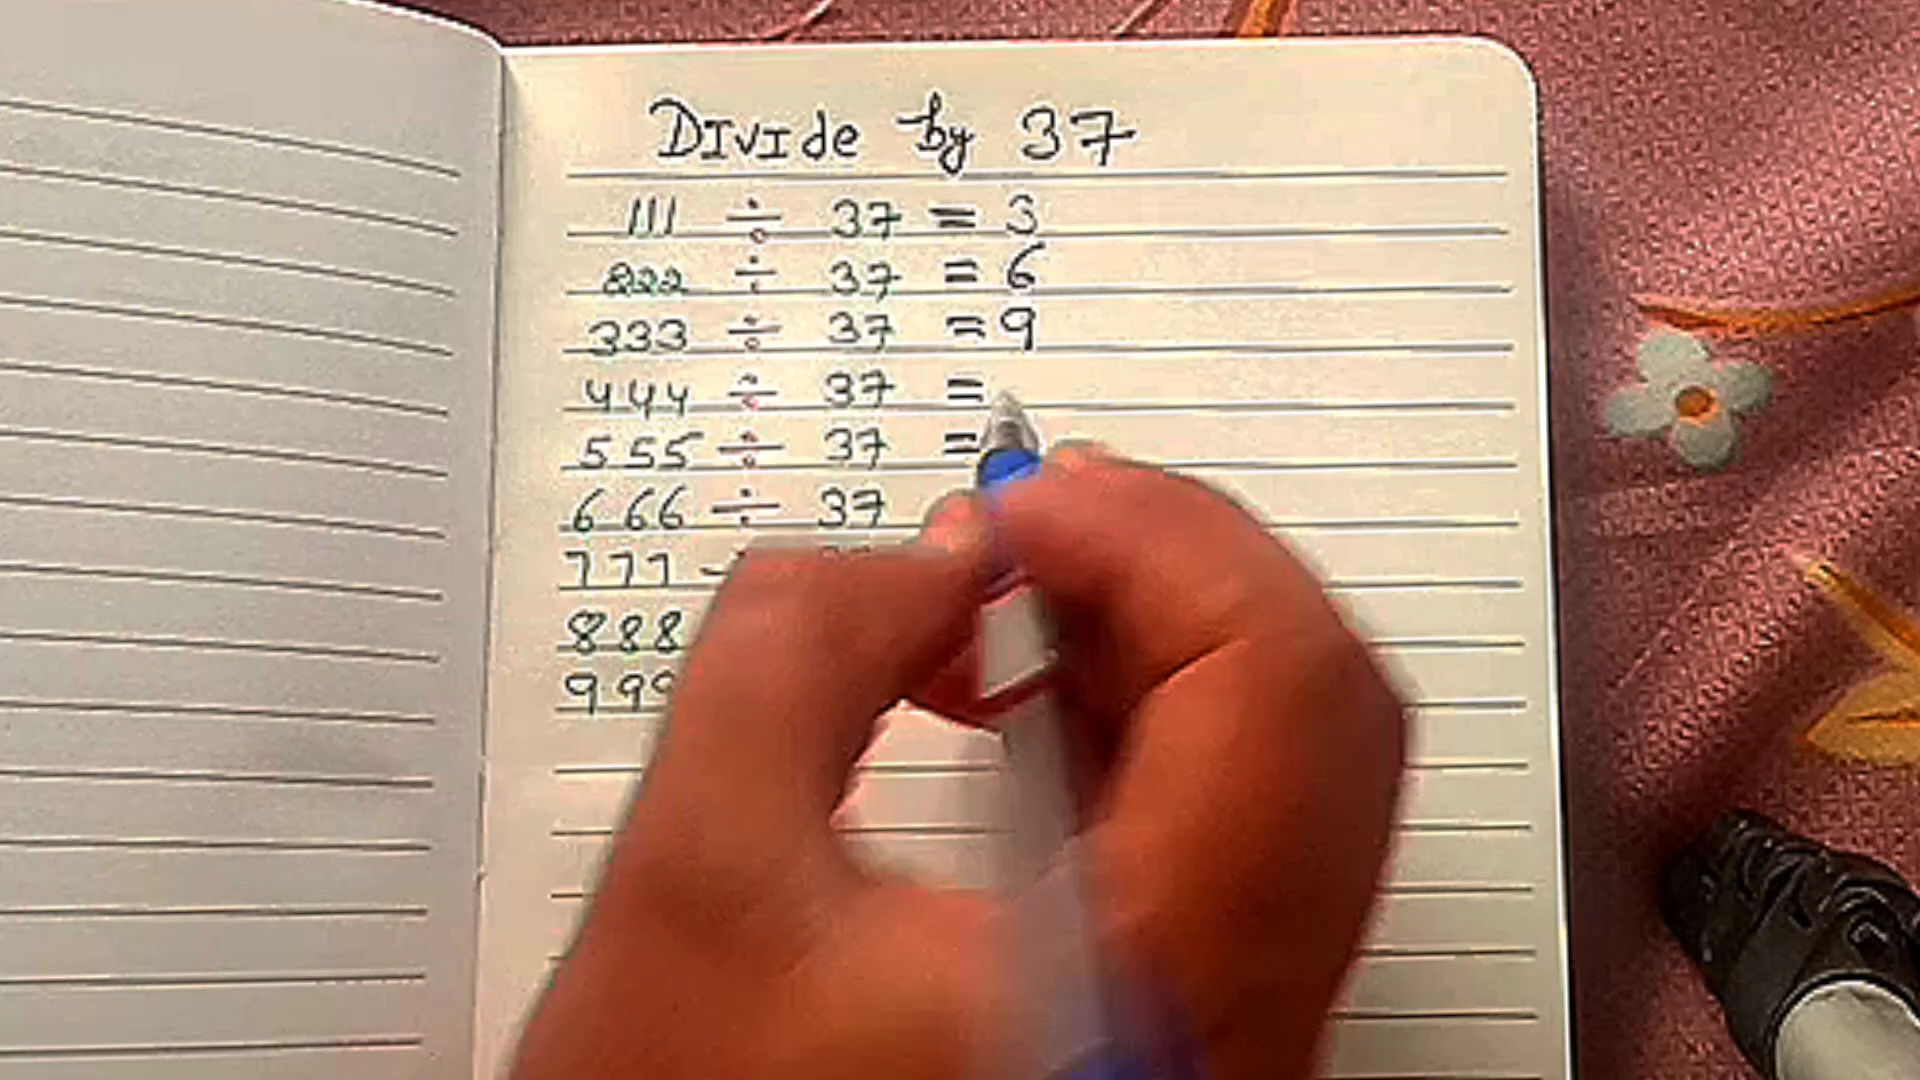 DIVIde by 37
111 ÷ 37 = 3
222 ÷ 37 = 6
333 ÷ 37 = 9
444 ÷ 37 =
555 ÷ 37 =
666 ÷ 37
777 ÷
888
999